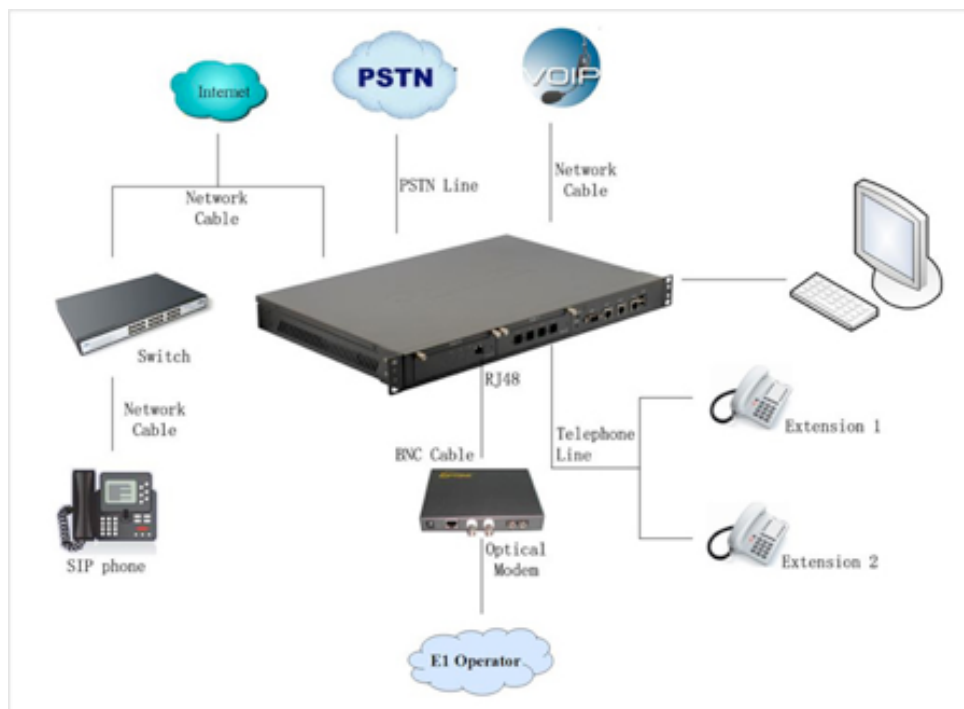 Internet
PSTN
VOIP
Network
Cable
PSTN Line
Network
Cable
Switch
RJ48
Network
Cable
Telephone
Line
Extension 1
BNC Cable
Optical
Modem
SIP phone
Extension 2
E1 Operator